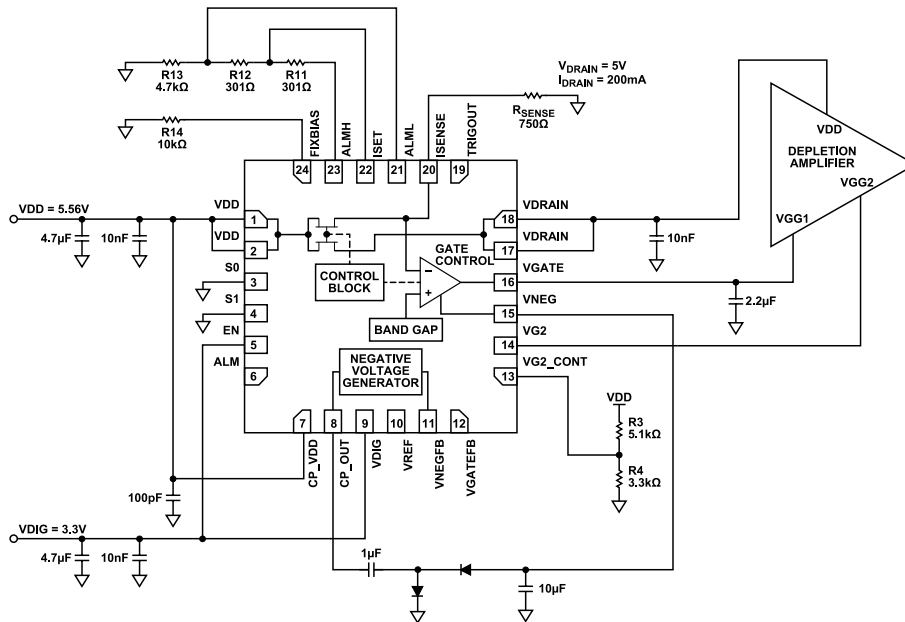 R13
4.7kΩ
R12
301Ω
R11
301Ω
VDRAIN = 5V
IDRAIN = 200mA
RSENSE
750Ω
R14
10kΩ
FIXBIAS
ALMH
ISET
ALML
ISENSE
TRIGOUT
24
23
22
21
20
19
VDD
DEPLETION
AMPLIFIER
VGG2
VGG1
VDD = 5.56V
4.7µF
10nF
VDD
1
VDD
2
S0
3
S1
4
EN
5
ALM
6
CONTROL
BLOCK
GATE
CONTROL
–
+
BAND GAP
NEGATIVE
VOLTAGE
GENERATOR
VDRAIN
18
VDRAIN
17
VGATE
16
VNEG
15
VG2
14
VG2_CONT
13
10nF
2.2µF
VDD
R3
5.1kΩ
R4
3.3kΩ
7
8
9
10
11
12
CP_VDD
CP_OUT
VDIG
VREF
VNEGFB
VGATEFB
100pF
VDIG = 3.3V
4.7µF
10nF
1µF
10µF